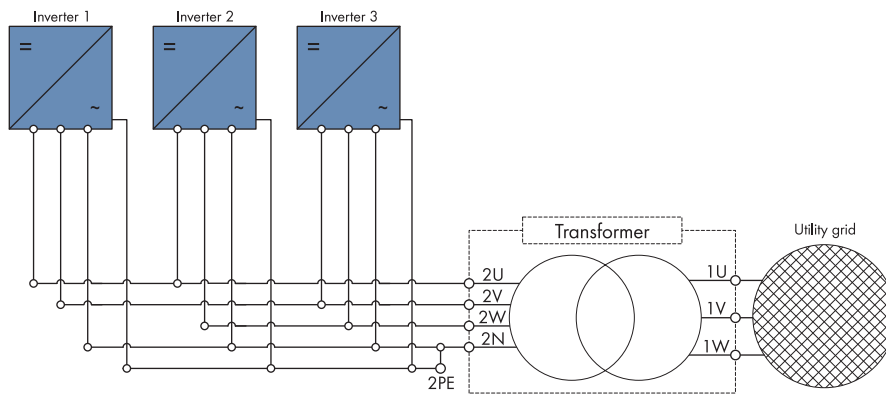 Inverter 1
Inverter 2
Inverter 3
=
~
=
~
=
~
Transformer
Utility grid
2U
2V
2W
2N
2PE
1U
1V
1W